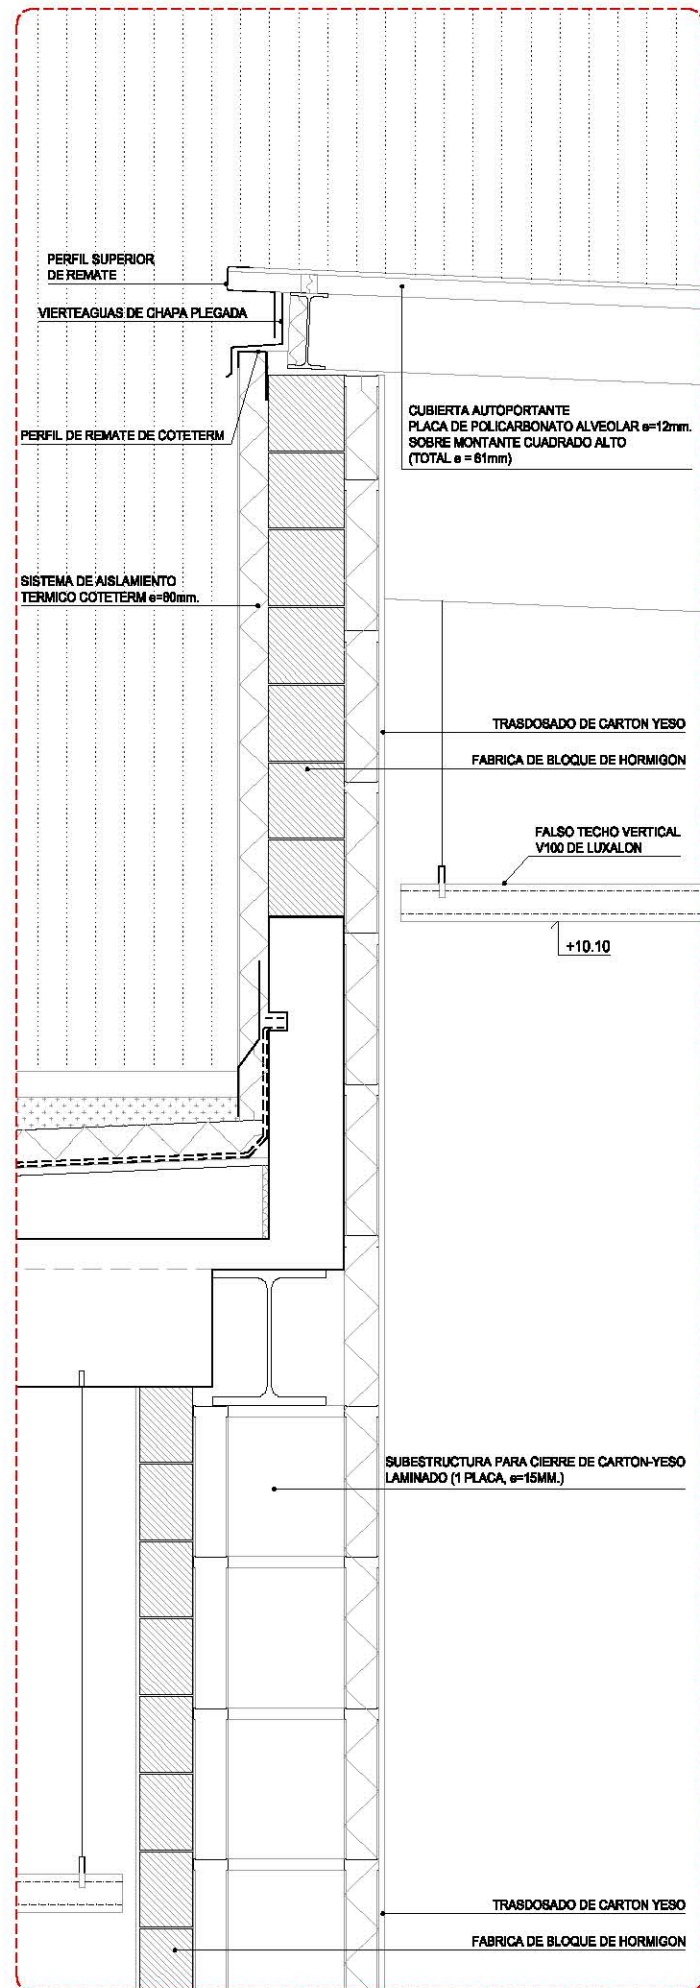 PERFIL SUPERIOR
DE REMATE
VIERTEAGUAS DE CHAPA PLEGADA
PERFIL DE REMATE DE COTETERM
CUBIERTA AUTOPORTANTE
PLACA DE POLICARBONATO ALVEOLAR e=12mm.
SOBRE MONTANTE CUADRADO ALTO
(TOTAL e = 61mm)
SISTEMA DE AISLAMIENTO
TERMICO COTETERM e=80mm.
TRASDOSADO DE CARTON YESO
FABRICA DE BLOQUE DE HORMIGON
FALSO TECHO VERTICAL
V100 DE LUXALON
+10.10
SUBESTRUCTURA PARA CIERRE DE CARTON-YESO
LAMINADO (1 PLACA, e=15MM.)
TRASDOSADO DE CARTON YESO
FABRICA DE BLOQUE DE HORMIGON